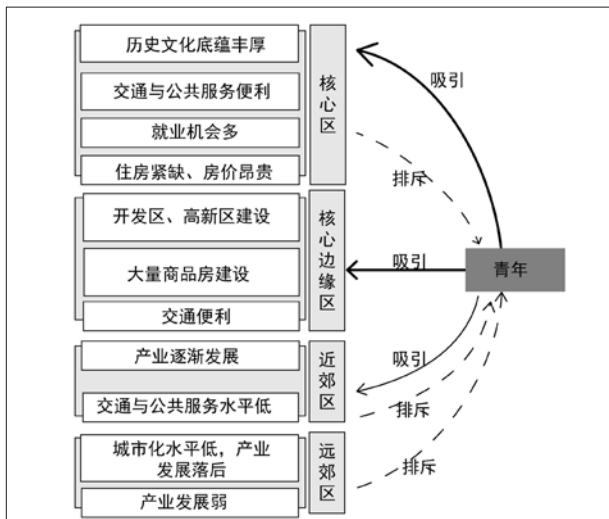 历史文化底蕴丰厚
交通与公共服务便利
就业机会多
住房紧缺、房价昂贵
核心区
开发区、高新区建设
大量商品房建设
交通便利
核心边缘区
产业逐渐发展
交通与公共服务水平低
近郊区
城市化水平低，产业
发展落后
产业发展弱
远郊区
吸引
排斥
吸引
青年
吸引
排斥
排斥